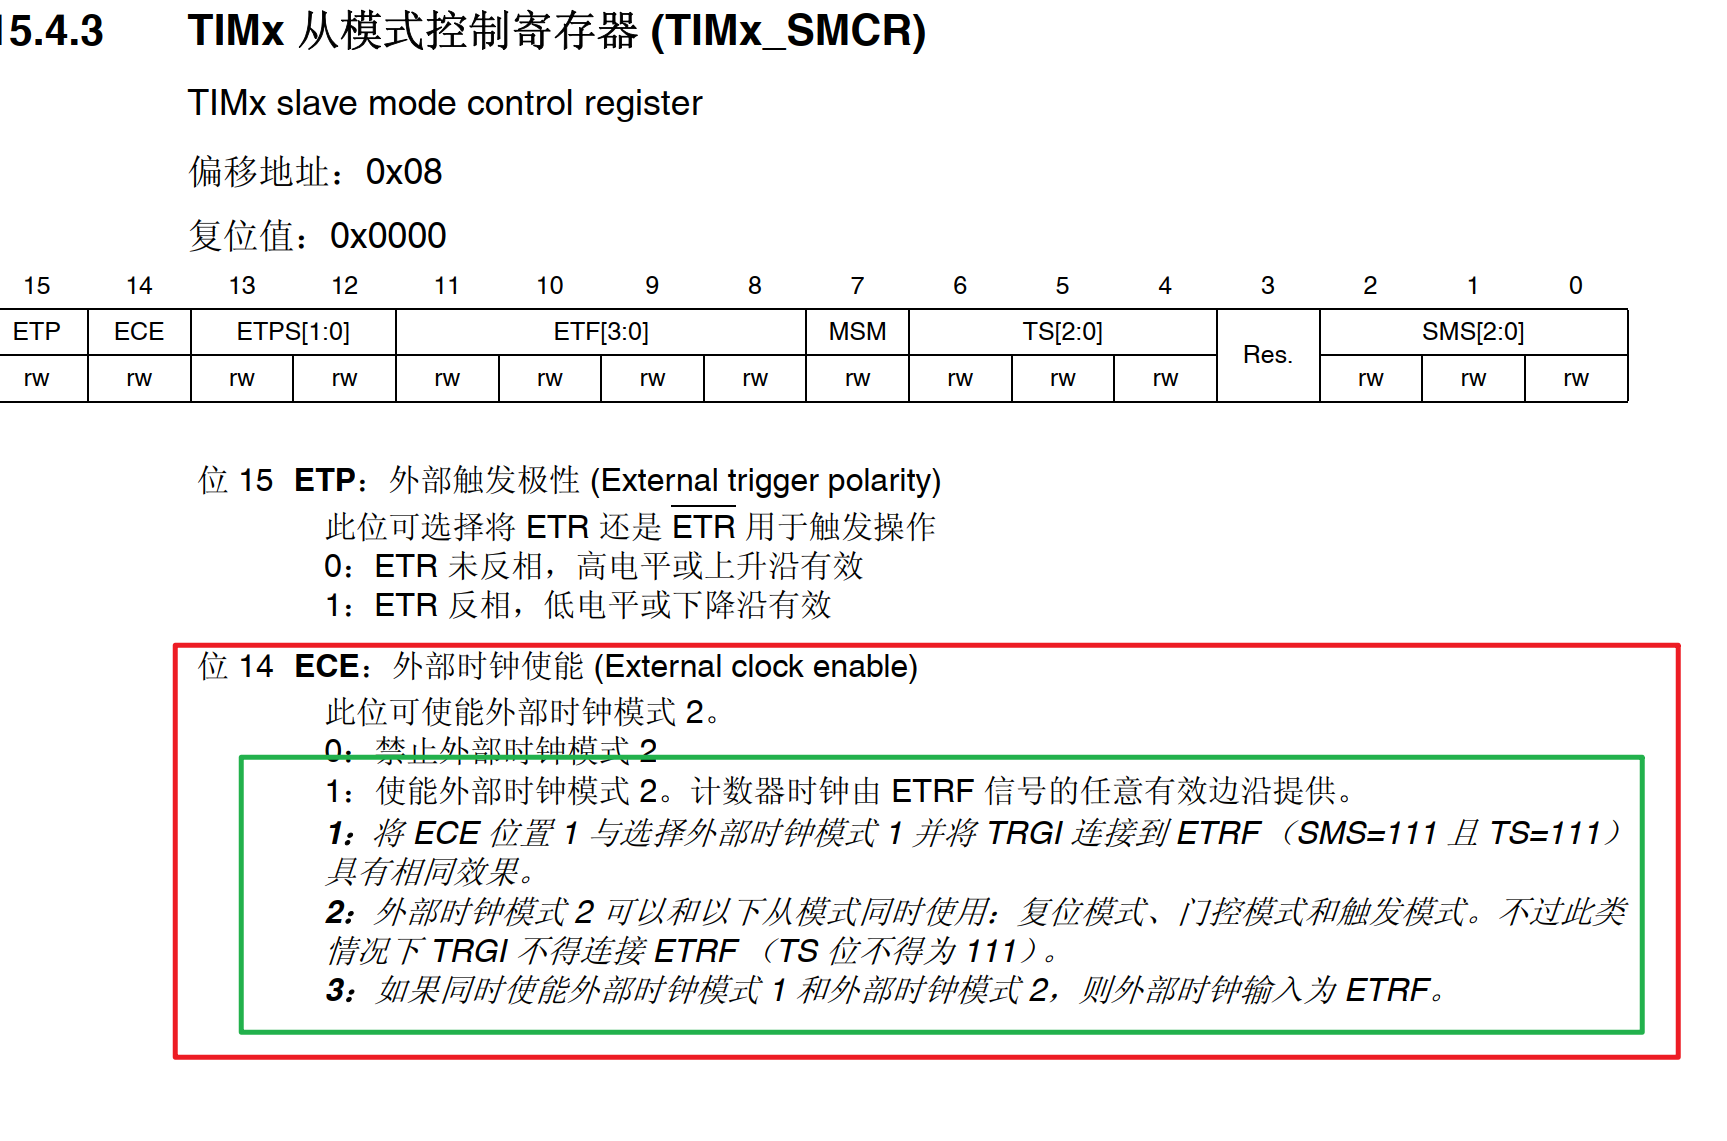 15.4.3 TIMx 从模式控制寄存器 (TIMx_SMCR)
TIMx slave mode control register
偏移地址：0x08
复位值：0x0000
15 14 13 12 11 10 9 8 7 6 5 4 3 2 1 0
ETP ECE ETPS[1:0] ETF[3:0] MSM TS[2:0] Res. SMS[2:0]
rw rw rw rw rw rw rw rw rw rw rw rw rw rw rw
位 15 ETP：外部触发极性 (External trigger polarity)
此位可选择将 ETR 还是 E̅T̅R̅ 用于触发操作
0：ETR 未反相，高电平或上升沿有效
1：ETR 反相，低电平或下降沿有效
位 14 ECE：外部时钟使能 (External clock enable)
此位可使能外部时钟模式 2。
0：禁止外部时钟模式 2
1：使能外部时钟模式 2。计数器时钟由 ETRF 信号的任意有效边沿提供。
1：将 ECE 位置 1 与选择外部时钟模式 1 并将 TRGI 连接到 ETRF（SMS=111 且 TS=111）
具有相同效果。
2：外部时钟模式 2 可以和以下从模式同时使用：复位模式、门控模式和触发模式。不过此类
情况下 TRGI 不得连接 ETRF（TS 位不得为 111）。
3：如果同时使能外部时钟模式 1 和外部时钟模式 2，则外部时钟输入为 ETRF。